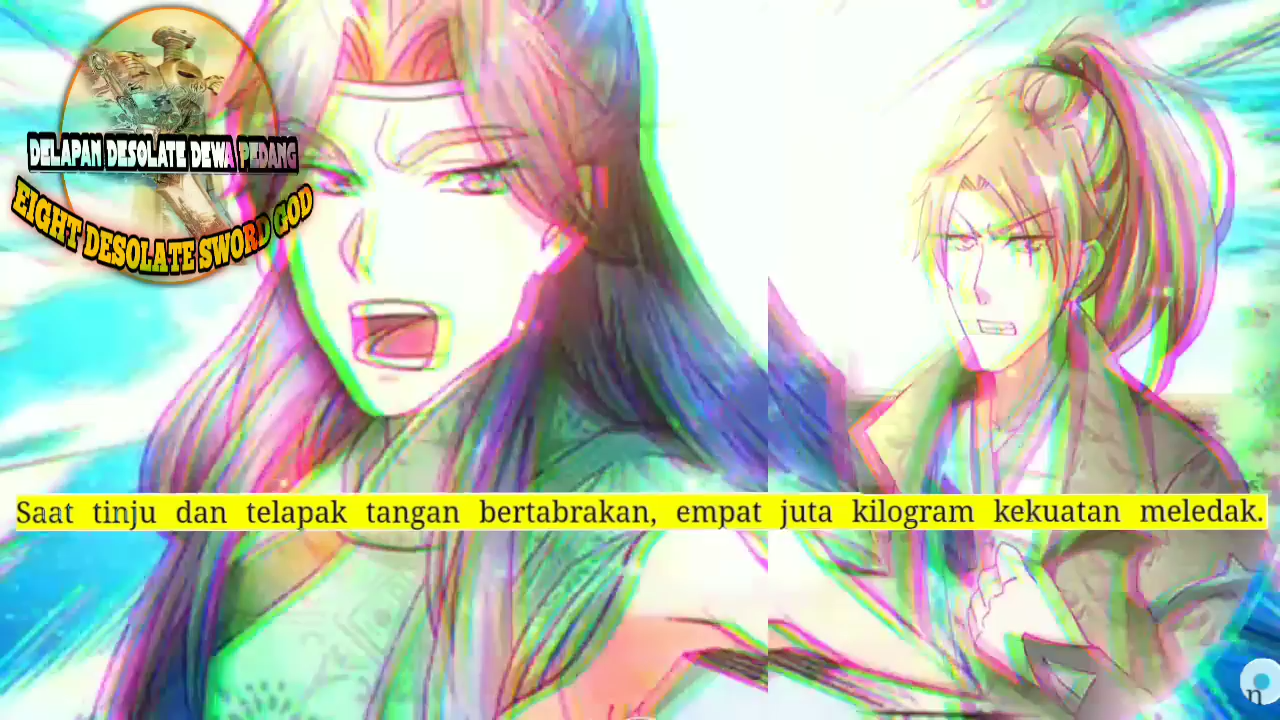 DELAPAN DESOLATE DEWA PEDANG
EIGHT DESOLATE SWORD GOD
Saat tinju dan telapak tangan bertabrakan, empat juta kilogram kekuatan meledak.
n